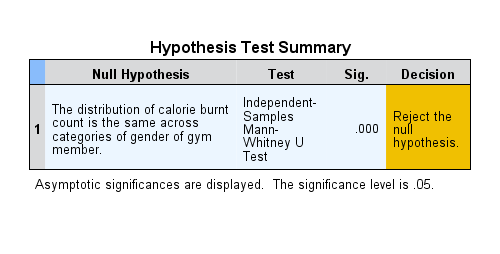 Hypothesis Test Summary
Null Hypothesis Test Sig. Decision
1
The distribution of calorie burnt
count is the same across
categories of gender of gym
member.
Independent-
Samples
Mann-
Whitney U
Test
.000
Reject the
null
hypothesis.
Asymptotic significances are displayed.  The significance level is .05.